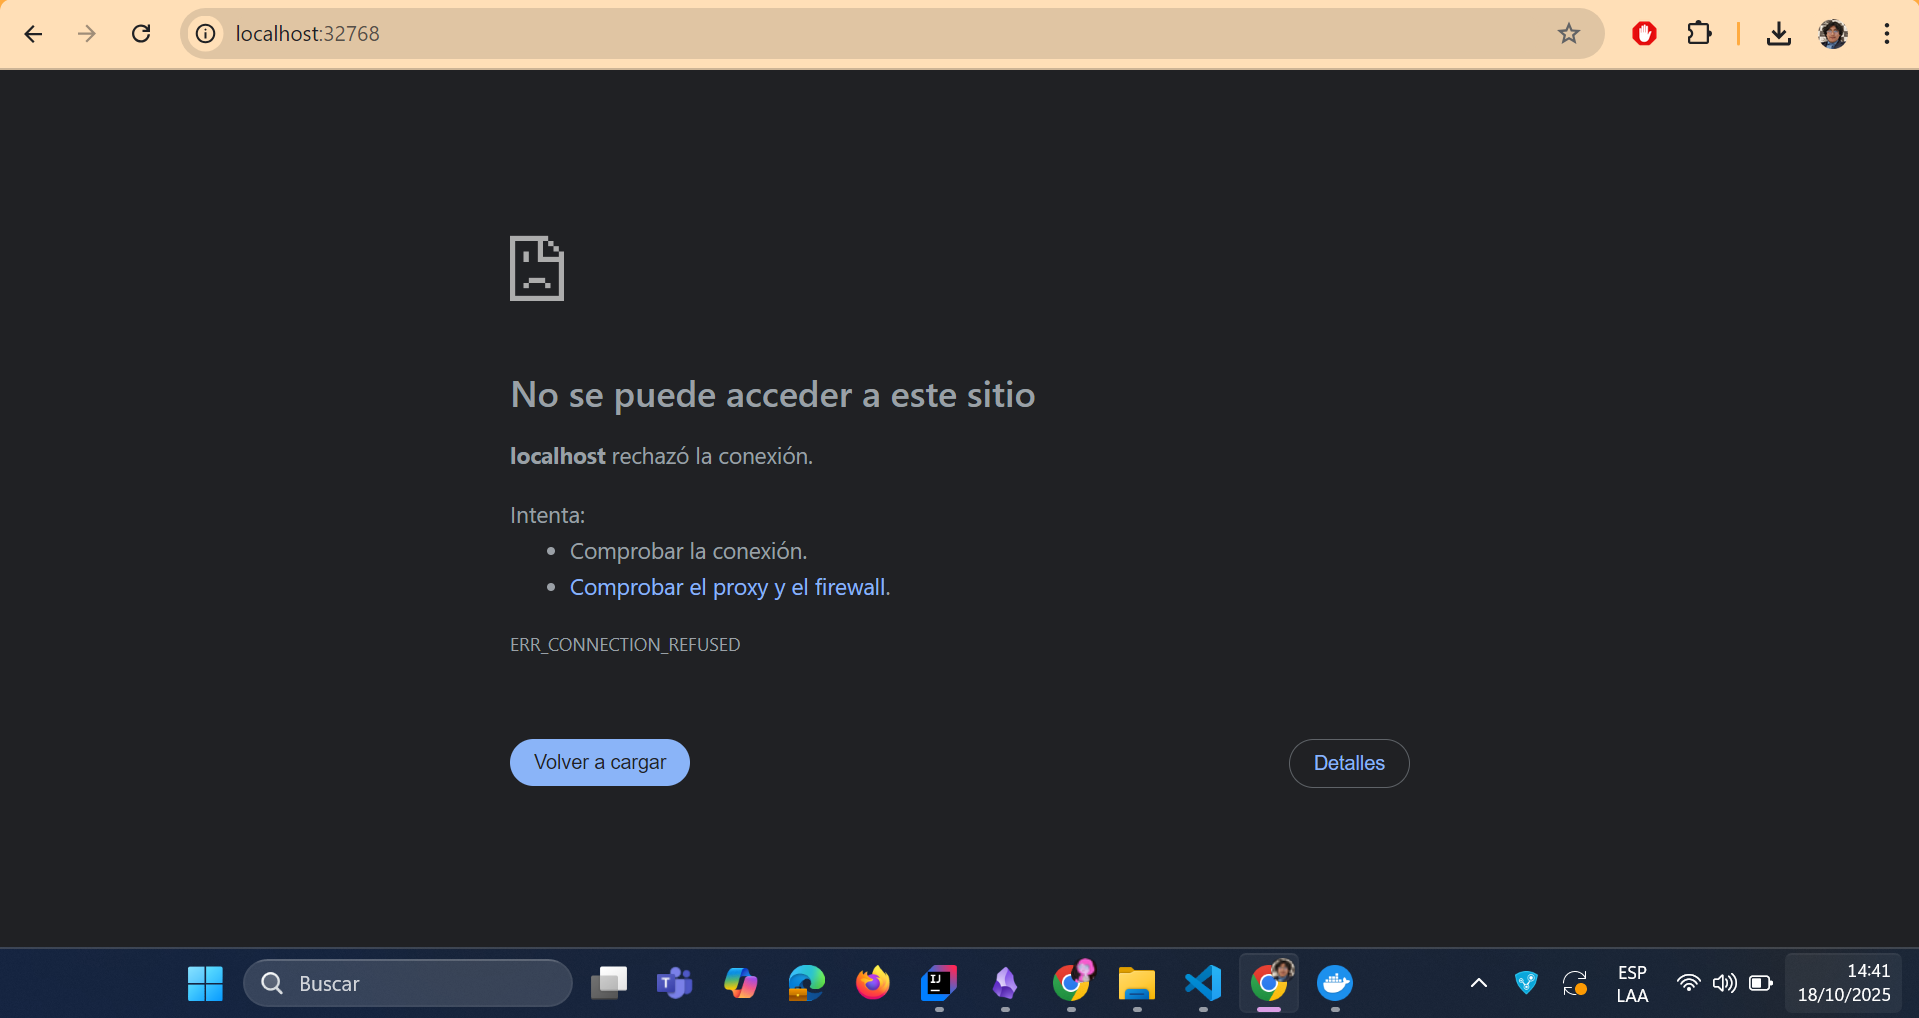 localhost:32768
No se puede acceder a este sitio
localhost rechazó la conexión.
Intenta:
Comprobar la conexión.
Comprobar el proxy y el firewall.
ERR_CONNECTION_REFUSED
Volver a cargar
Detalles
Buscar
T
IJ
ESP
LAA
14:41
18/10/2025